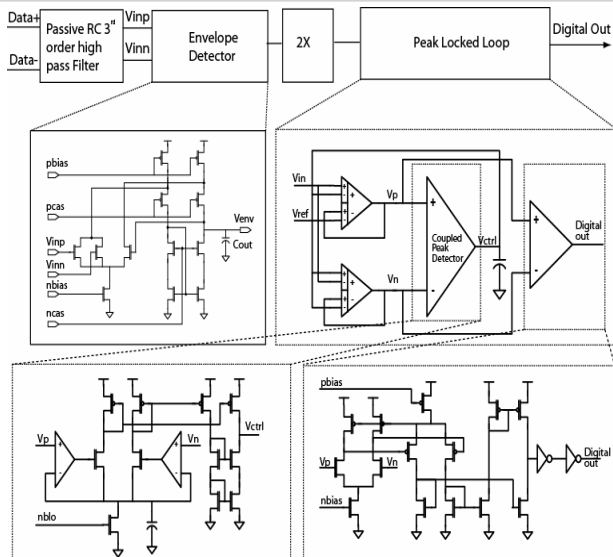 Data+
Data-
Passive RC 3rd
order high
pass Filter
Vinp
Vinn
Envelope
Detector
2X
Peak Locked Loop
Digital Out
pbias
pcas
Vinp
Vinn
nbias
ncas
Venv
Cout
Vin
Vref
Vp
Vn
Coupled
Peak
Detector
Vctrl
Digital
out
Vp
Vn
Vctrl
nblo
pbias
Vp
Vn
nbias
Digital
out